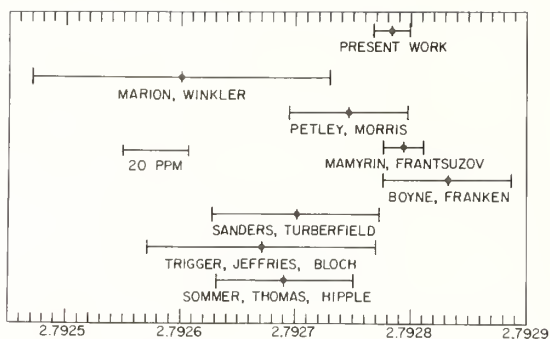 PRESENT WORK
MARION, WINKLER
PETLEY, MORRIS
20 PPM
MAMYRIN, FRANTSUZOV
BOYNE, FRANKEN
SANDERS, TURBERFIELD
TRIGGER, JEFFRIES, BLOCH
SOMMER, THOMAS, HIPPLE
2.7925 2.7926 2.7927 2.7928 2.7929